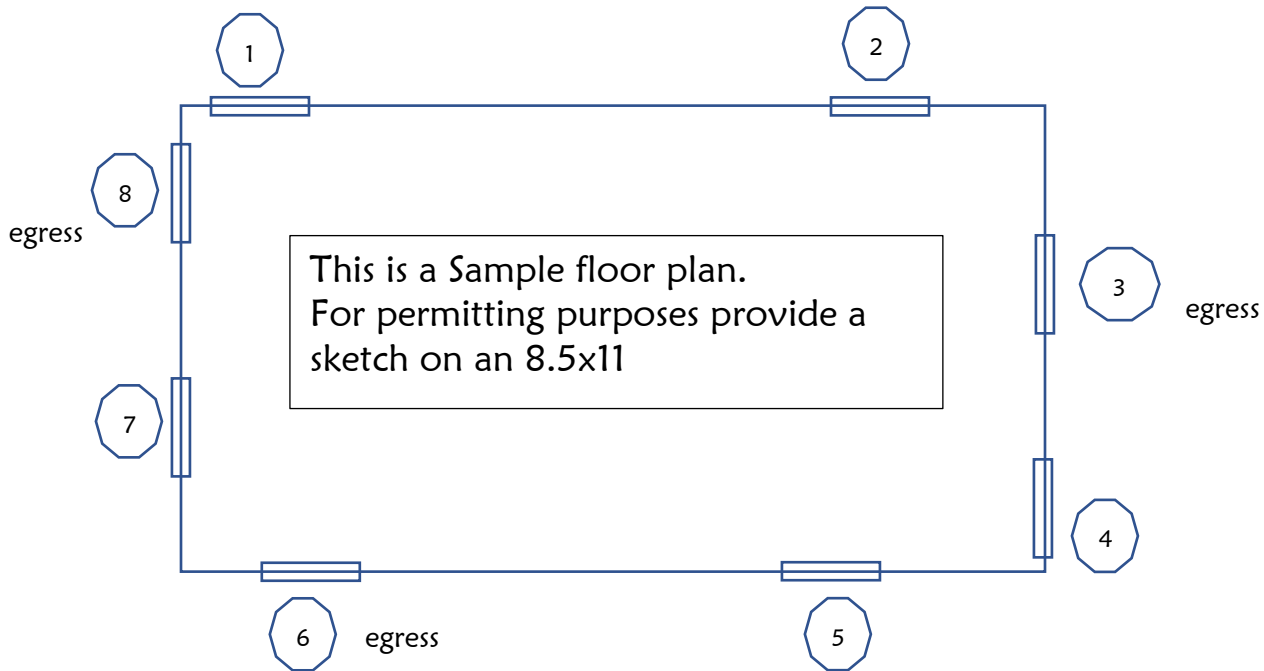 1
2
8
egress
This is a Sample floor plan.
For permitting purposes provide a
sketch on an 8.5x11
3
egress
7
4
6
egress
5